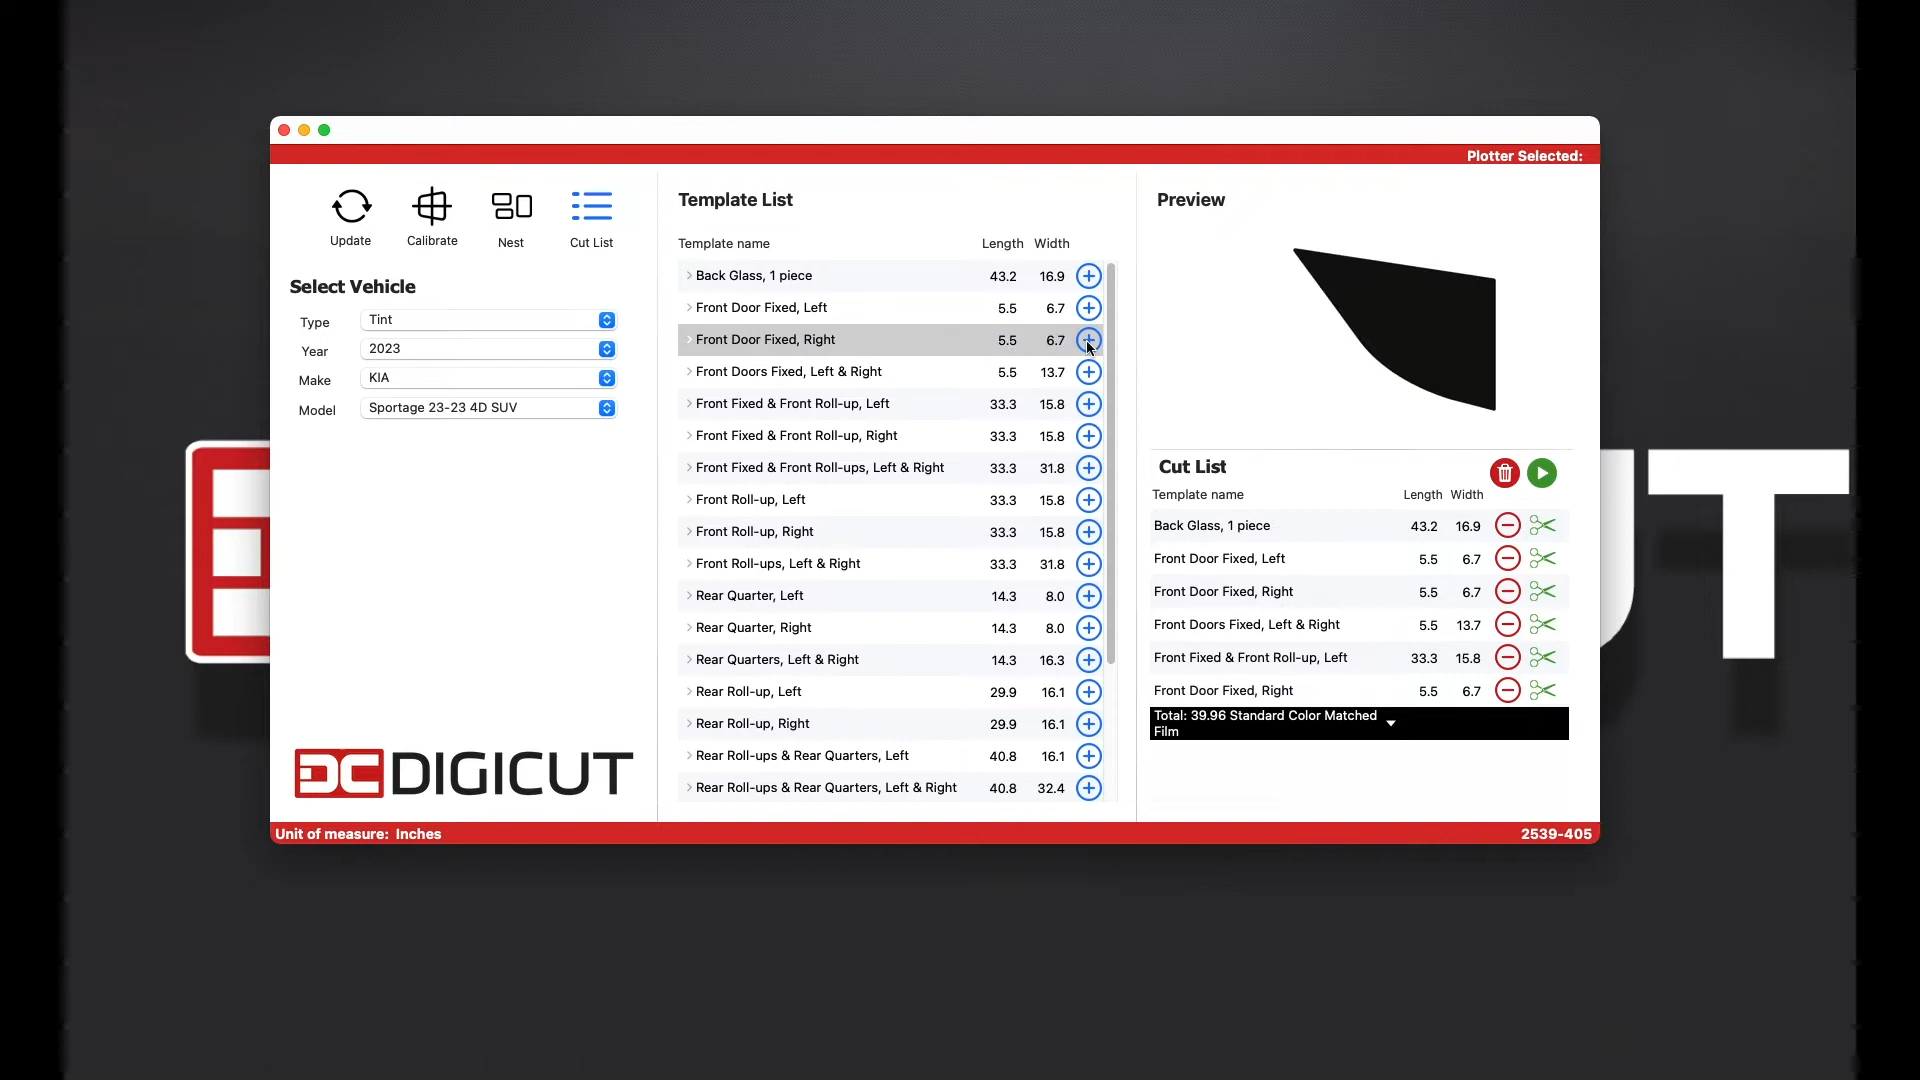 Plotter Selected:
Update
Calibrate
Nest
Cut List
Select Vehicle
Type Tint
Year 2023
Make KIA
Model Sportage 23-23 4D SUV
DC DIGICUT
Template List
Template name Length Width
Back Glass, 1 piece 43.2 16.9
Front Door Fixed, Left 5.5 6.7
Front Door Fixed, Right 5.5 6.7
Front Doors Fixed, Left & Right 5.5 13.7
Front Fixed & Front Roll-up, Left 33.3 15.8
Front Fixed & Front Roll-up, Right 33.3 15.8
Front Fixed & Front Roll-ups, Left & Right 33.3 31.8
Front Roll-up, Left 33.3 15.8
Front Roll-up, Right 33.3 15.8
Front Roll-ups, Left & Right 33.3 31.8
Rear Quarter, Left 14.3 8.0
Rear Quarter, Right 14.3 8.0
Rear Quarters, Left & Right 14.3 16.3
Rear Roll-up, Left 29.9 16.1
Rear Roll-up, Right 29.9 16.1
Rear Roll-ups & Rear Quarters, Left 40.8 16.1
Rear Roll-ups & Rear Quarters, Left & Right 40.8 32.4
Preview
Cut List
Template name Length Width
Back Glass, 1 piece 43.2 16.9
Front Door Fixed, Left 5.5 6.7
Front Door Fixed, Right 5.5 6.7
Front Doors Fixed, Left & Right 5.5 13.7
Front Fixed & Front Roll-up, Left 33.3 15.8
Front Door Fixed, Right 5.5 6.7
Total: 39.96 Standard Color Matched
Film
Unit of measure: Inches
2539-405